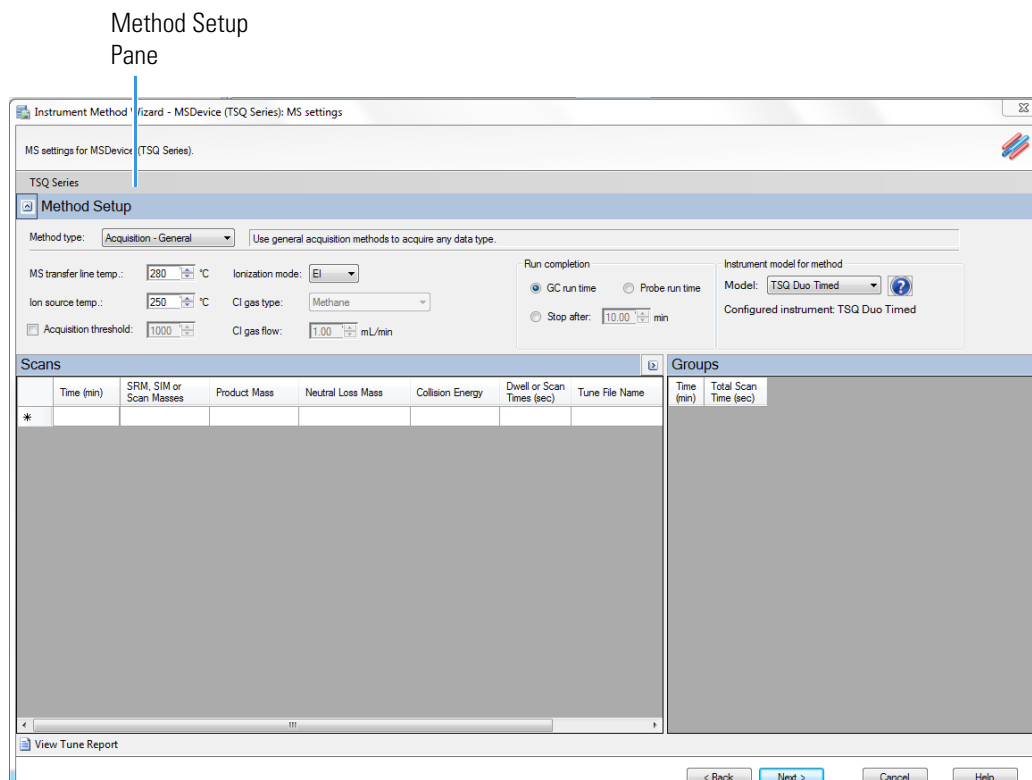 Method Setup
Pane
Instrument Method Wizard - MSDevice (TSQ Series): MS settings
MS settings for MSDevice (TSQ Series).
TSQ Series
Method Setup
Method type: Acquisition - General Use general acquisition methods to acquire any data type.
MS transfer line temp.: 280 °C Ionization mode: EI
Ion source temp.: 250 °C CI gas type: Methane
Acquisition threshold: 1000 CI gas flow: 1.00 mL/min
Run completion
GC run time Probe run time
Stop after: 10.00 min
Instrument model for method
Model: TSQ Duo Timed ?
Configured instrument: TSQ Duo Timed
Scans
Time (min) SRM, SIM or Scan Masses Product Mass Neutral Loss Mass Collision Energy Dwell or Scan Times (sec) Tune File Name
*
Groups
Time (min) Total Scan Time (sec)
View Tune Report
< Back Next > Cancel Help